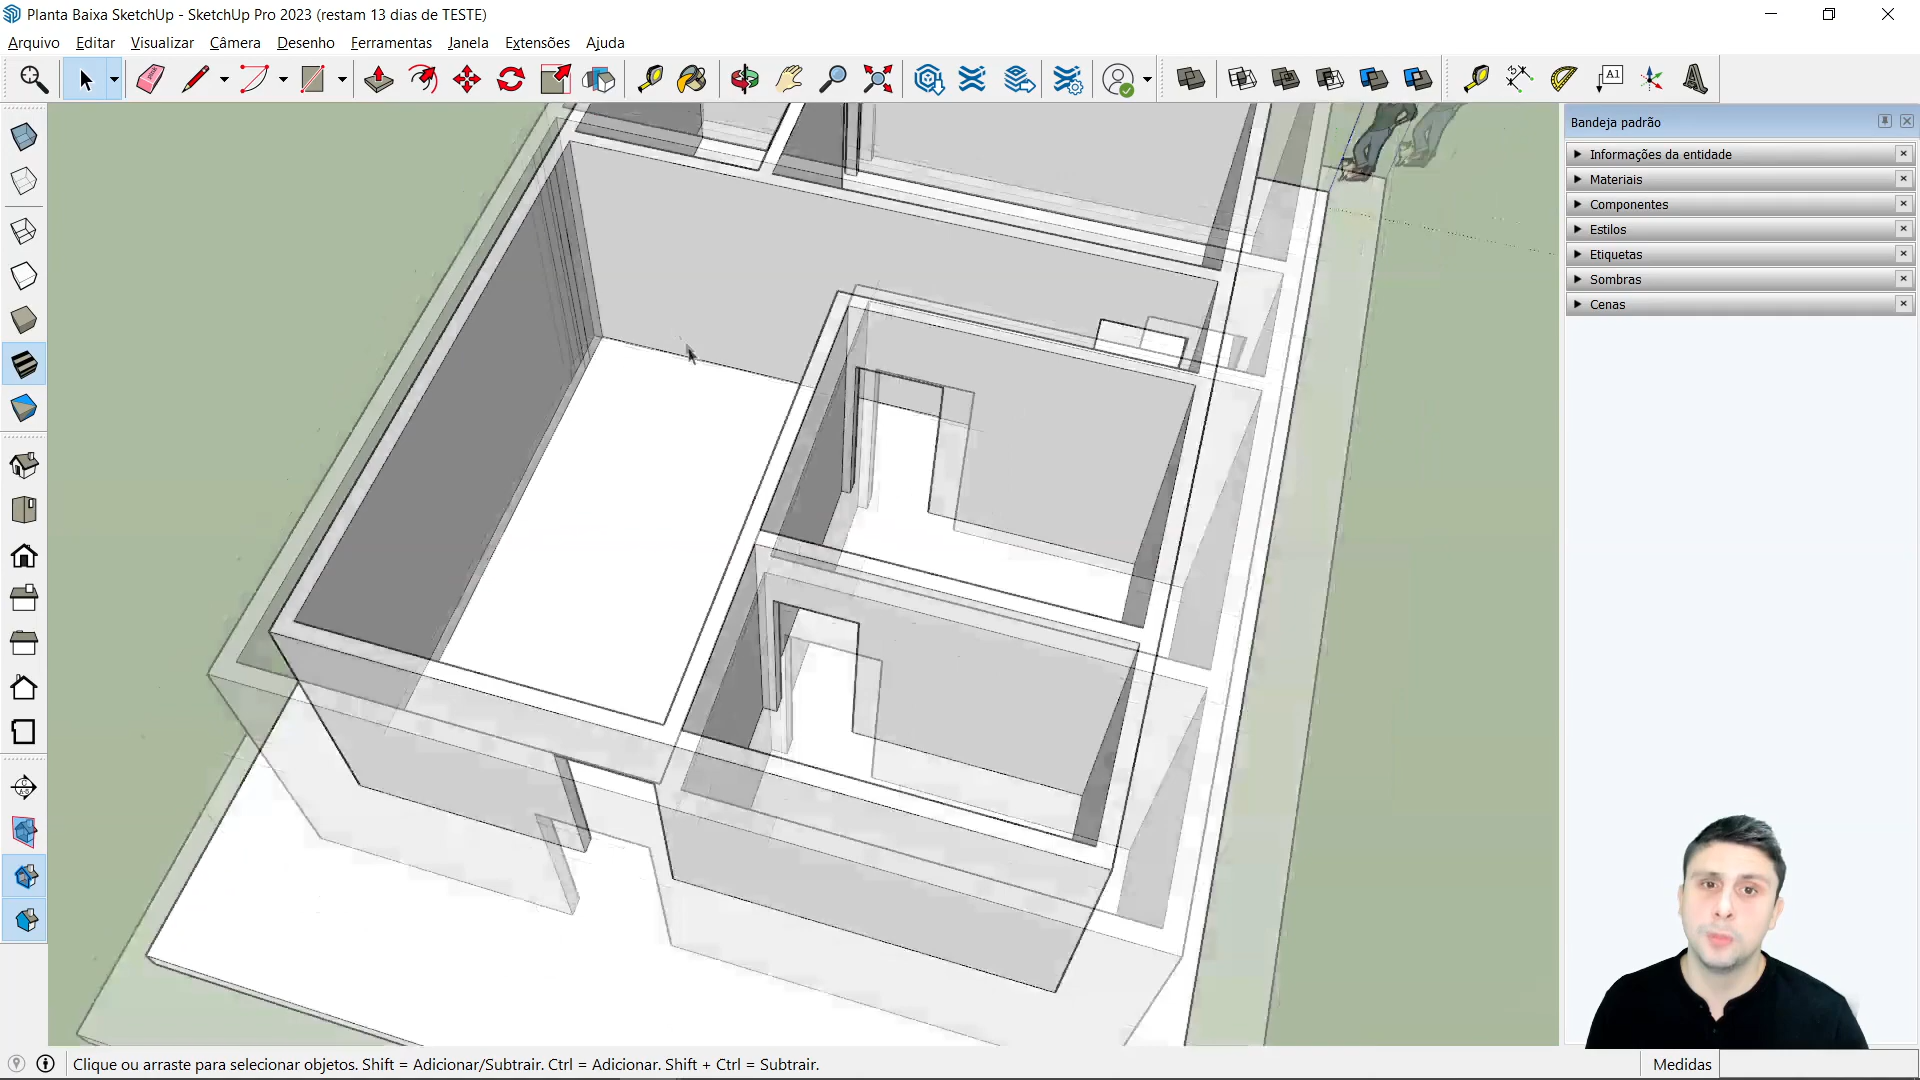 Planta Baixa SketchUp - SketchUp Pro 2023 (restam 13 dias de TESTE)
Arquivo Editar Visualizar Câmera Desenho Ferramentas Janela Extensões Ajuda
A1
Bandeja padrão
Informações da entidade
Materiais
Componentes
Estilos
Etiquetas
Sombras
Cenas
Clique ou arraste para selecionar objetos. Shift = Adicionar/Subtrair. Ctrl = Adicionar. Shift + Ctrl = Subtrair.
Medidas